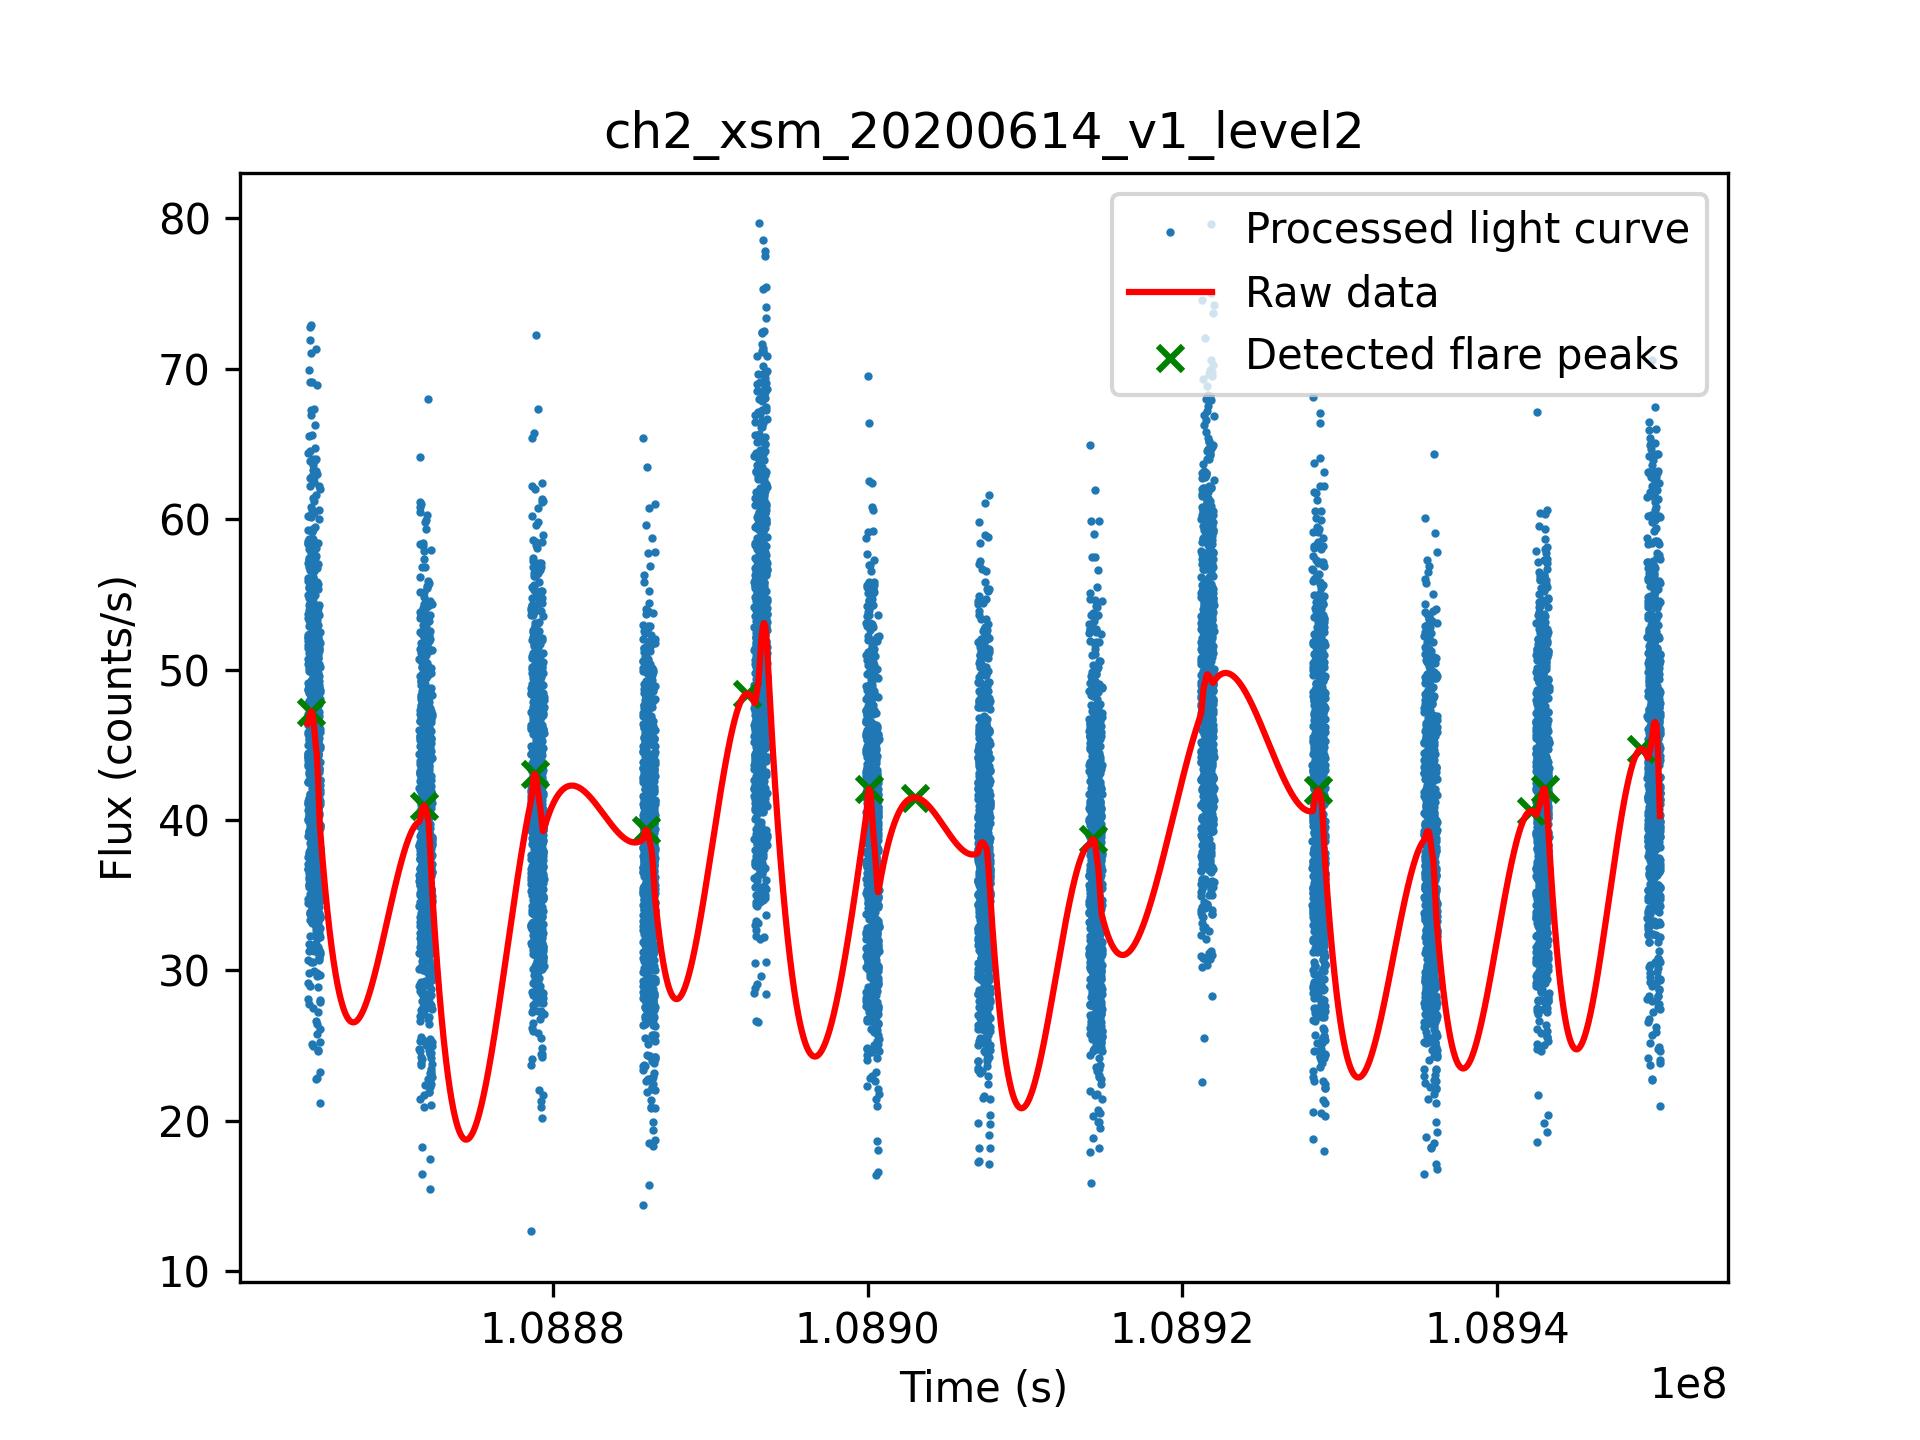 ch2_xsm_20200614_v1_level2
Processed light curve
Raw data
Detected flare peaks
80
70
60
50
40
30
20
10
Flux (counts/s)
1.0888 1.0890 1.0892 1.0894
Time (s)
1e8